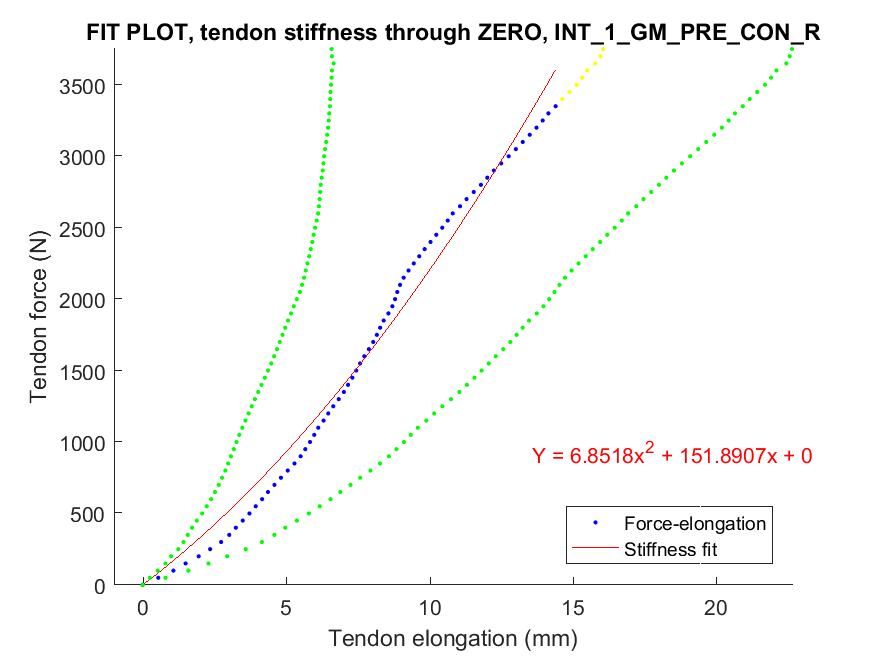 FIT PLOT, tendon stiffness through ZERO, INT_1_GM_PRE_CON_R
3500
3000
2500
2000
1500
1000
500
0
Tendon force (N)
Y = 6.8518x² + 151.8907x + 0
Force-elongation
Stiffness fit
0 5 10 15 20
Tendon elongation (mm)